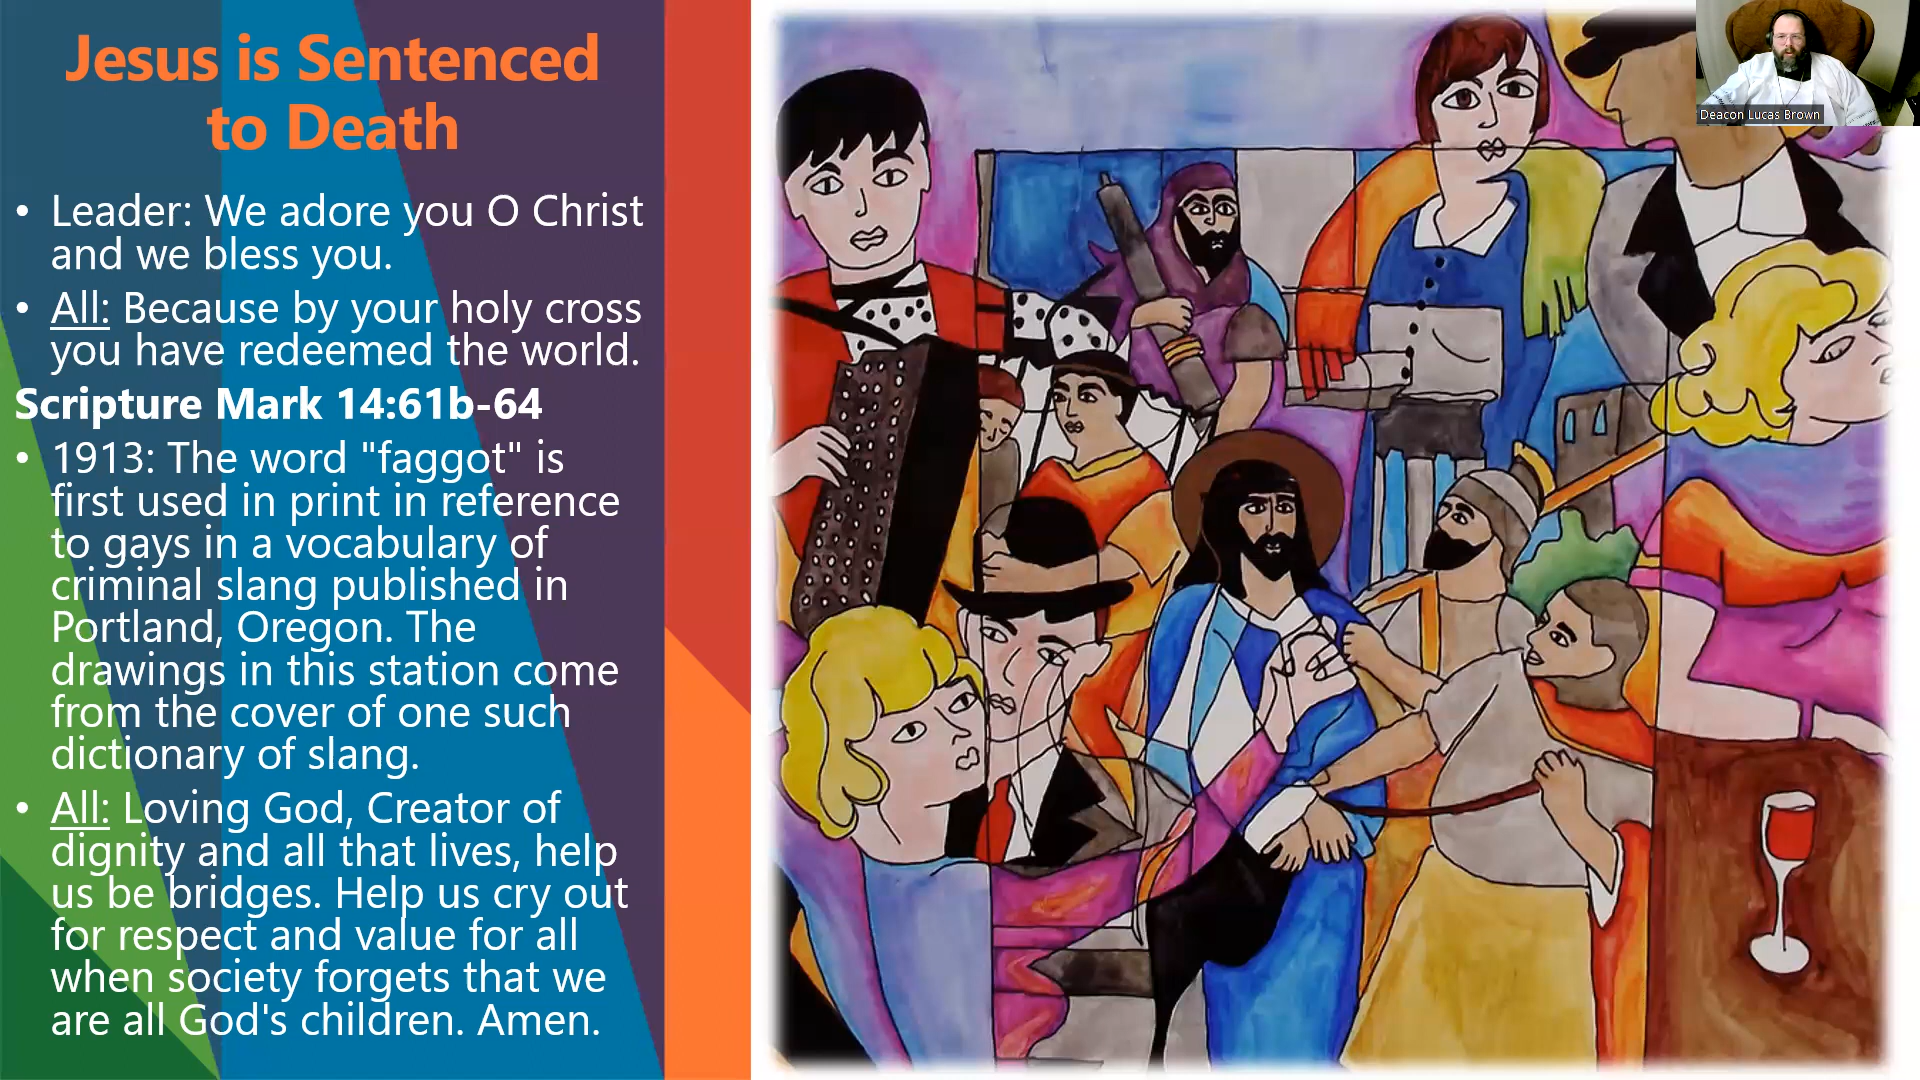 Jesus is Sentenced
to Death
• Leader: We adore you O Christ
and we bless you.
• All: Because by your holy cross
you have redeemed the world.
Scripture Mark 14:61b-64
• 1913: The word "faggot" is
first used in print in reference
to gays in a vocabulary of
criminal slang published in
Portland, Oregon. The
drawings in this station come
from the cover of one such
dictionary of slang.
• All: Loving God, Creator of
dignity and all that lives, help
us be bridges. Help us cry out
for respect and value for all
when society forgets that we
are all God's children. Amen.
Deacon Lucas Brown